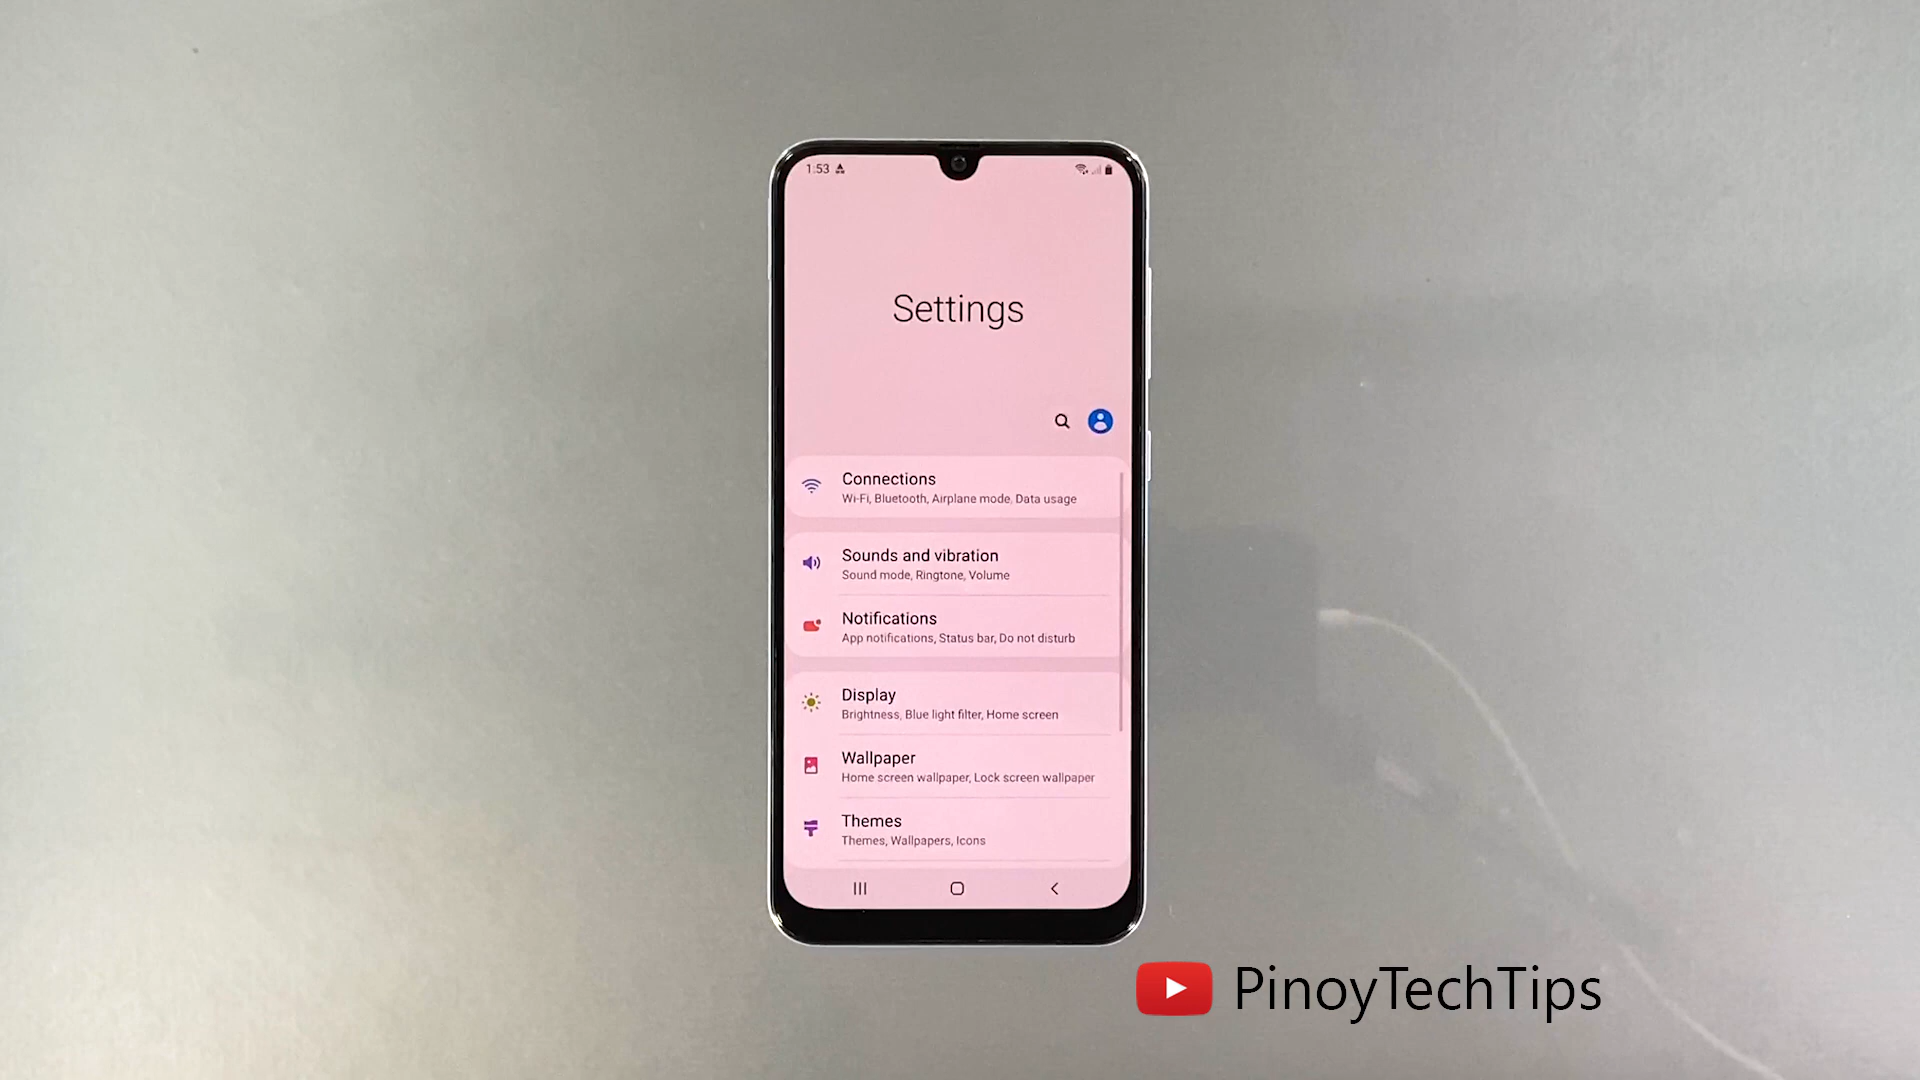 1:53
Settings
Connections
Wi-Fi, Bluetooth, Airplane mode, Data usage
Sounds and vibration
Sound mode, Ringtone, Volume
Notifications
App notifications, Status bar, Do not disturb
Display
Brightness, Blue light filter, Home screen
Wallpaper
Home screen wallpaper, Lock screen wallpaper
Themes
Themes, Wallpapers, Icons
PinoyTechTips